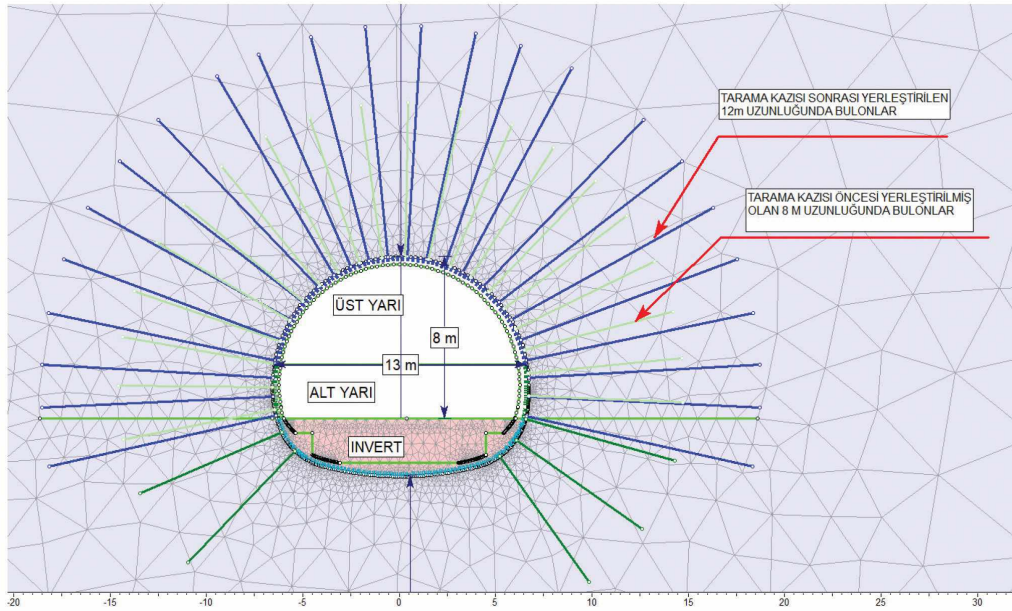 TARAMA KAZISI SONRASI YERLEŞTİRİLEN
12m UZUNLUĞUNDA BULONLAR
TARAMA KAZISI ÖNCESİ YERLEŞTİRİLMİŞ
OLAN 8 M UZUNLUĞUNDA BULONLAR
ÜST YARI
8 m
13 m
ALT YARI
INVERT
-20 -15 -10 -5 0 5 10 15 20 25 30